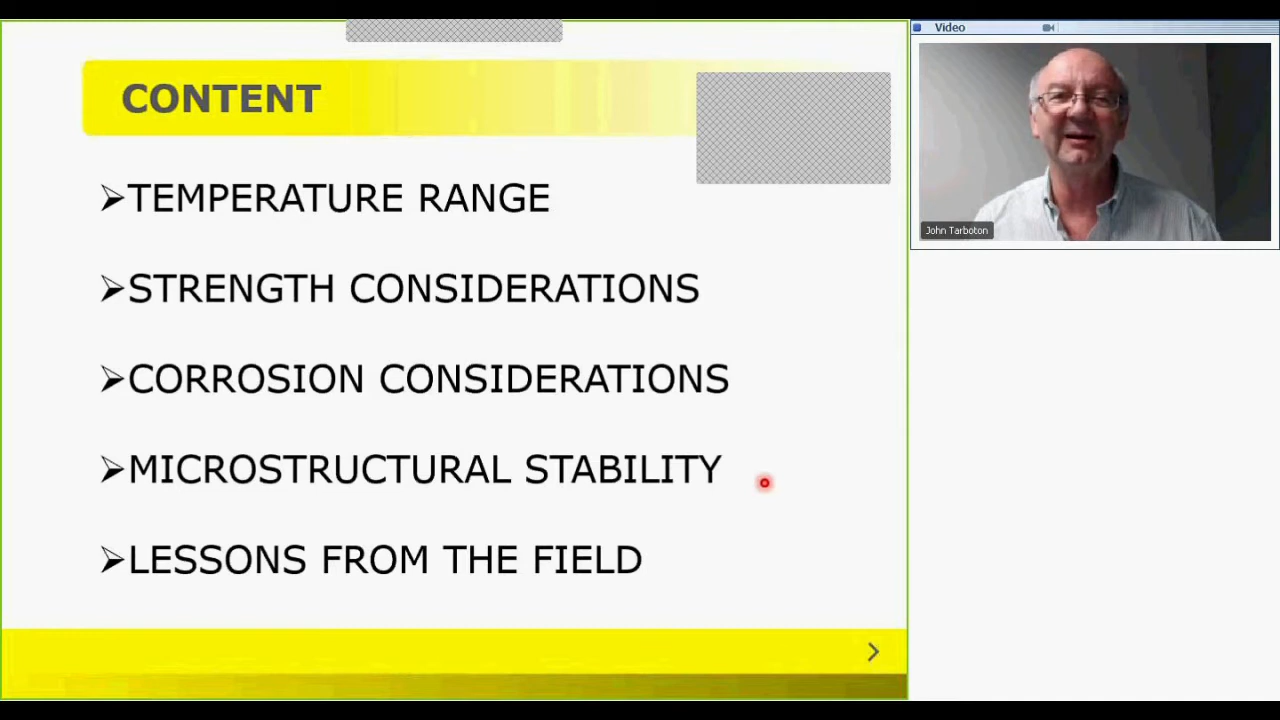 CONTENT
➢TEMPERATURE RANGE
➢STRENGTH CONSIDERATIONS
➢CORROSION CONSIDERATIONS
➢MICROSTRUCTURAL STABILITY
➢LESSONS FROM THE FIELD
Video
John Tarboton